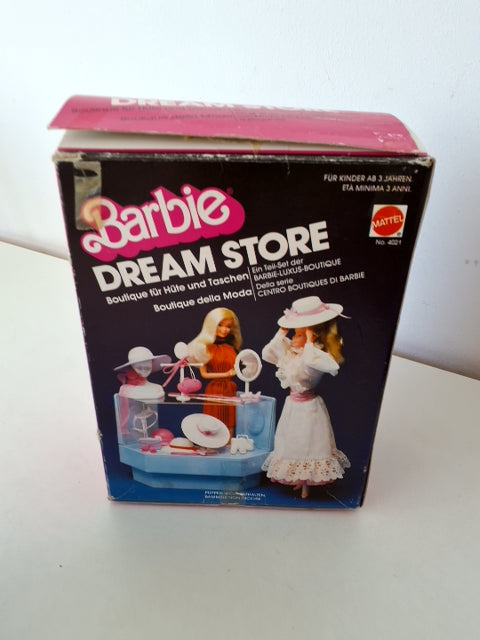 DREAM STORE
Barbie®
DREAM STORE
Boutique für Hüte und Taschen
Boutique della Moda
Ein Teil-Set der
BARBIE-LUXUS-BOUTIQUE
Della serie
CENTRO BOUTIQUES DI BARBIE
FÜR KINDER AB 3 JAHREN.
ETÀ MINIMA 3 ANNI.
MATTEL
No. 4021